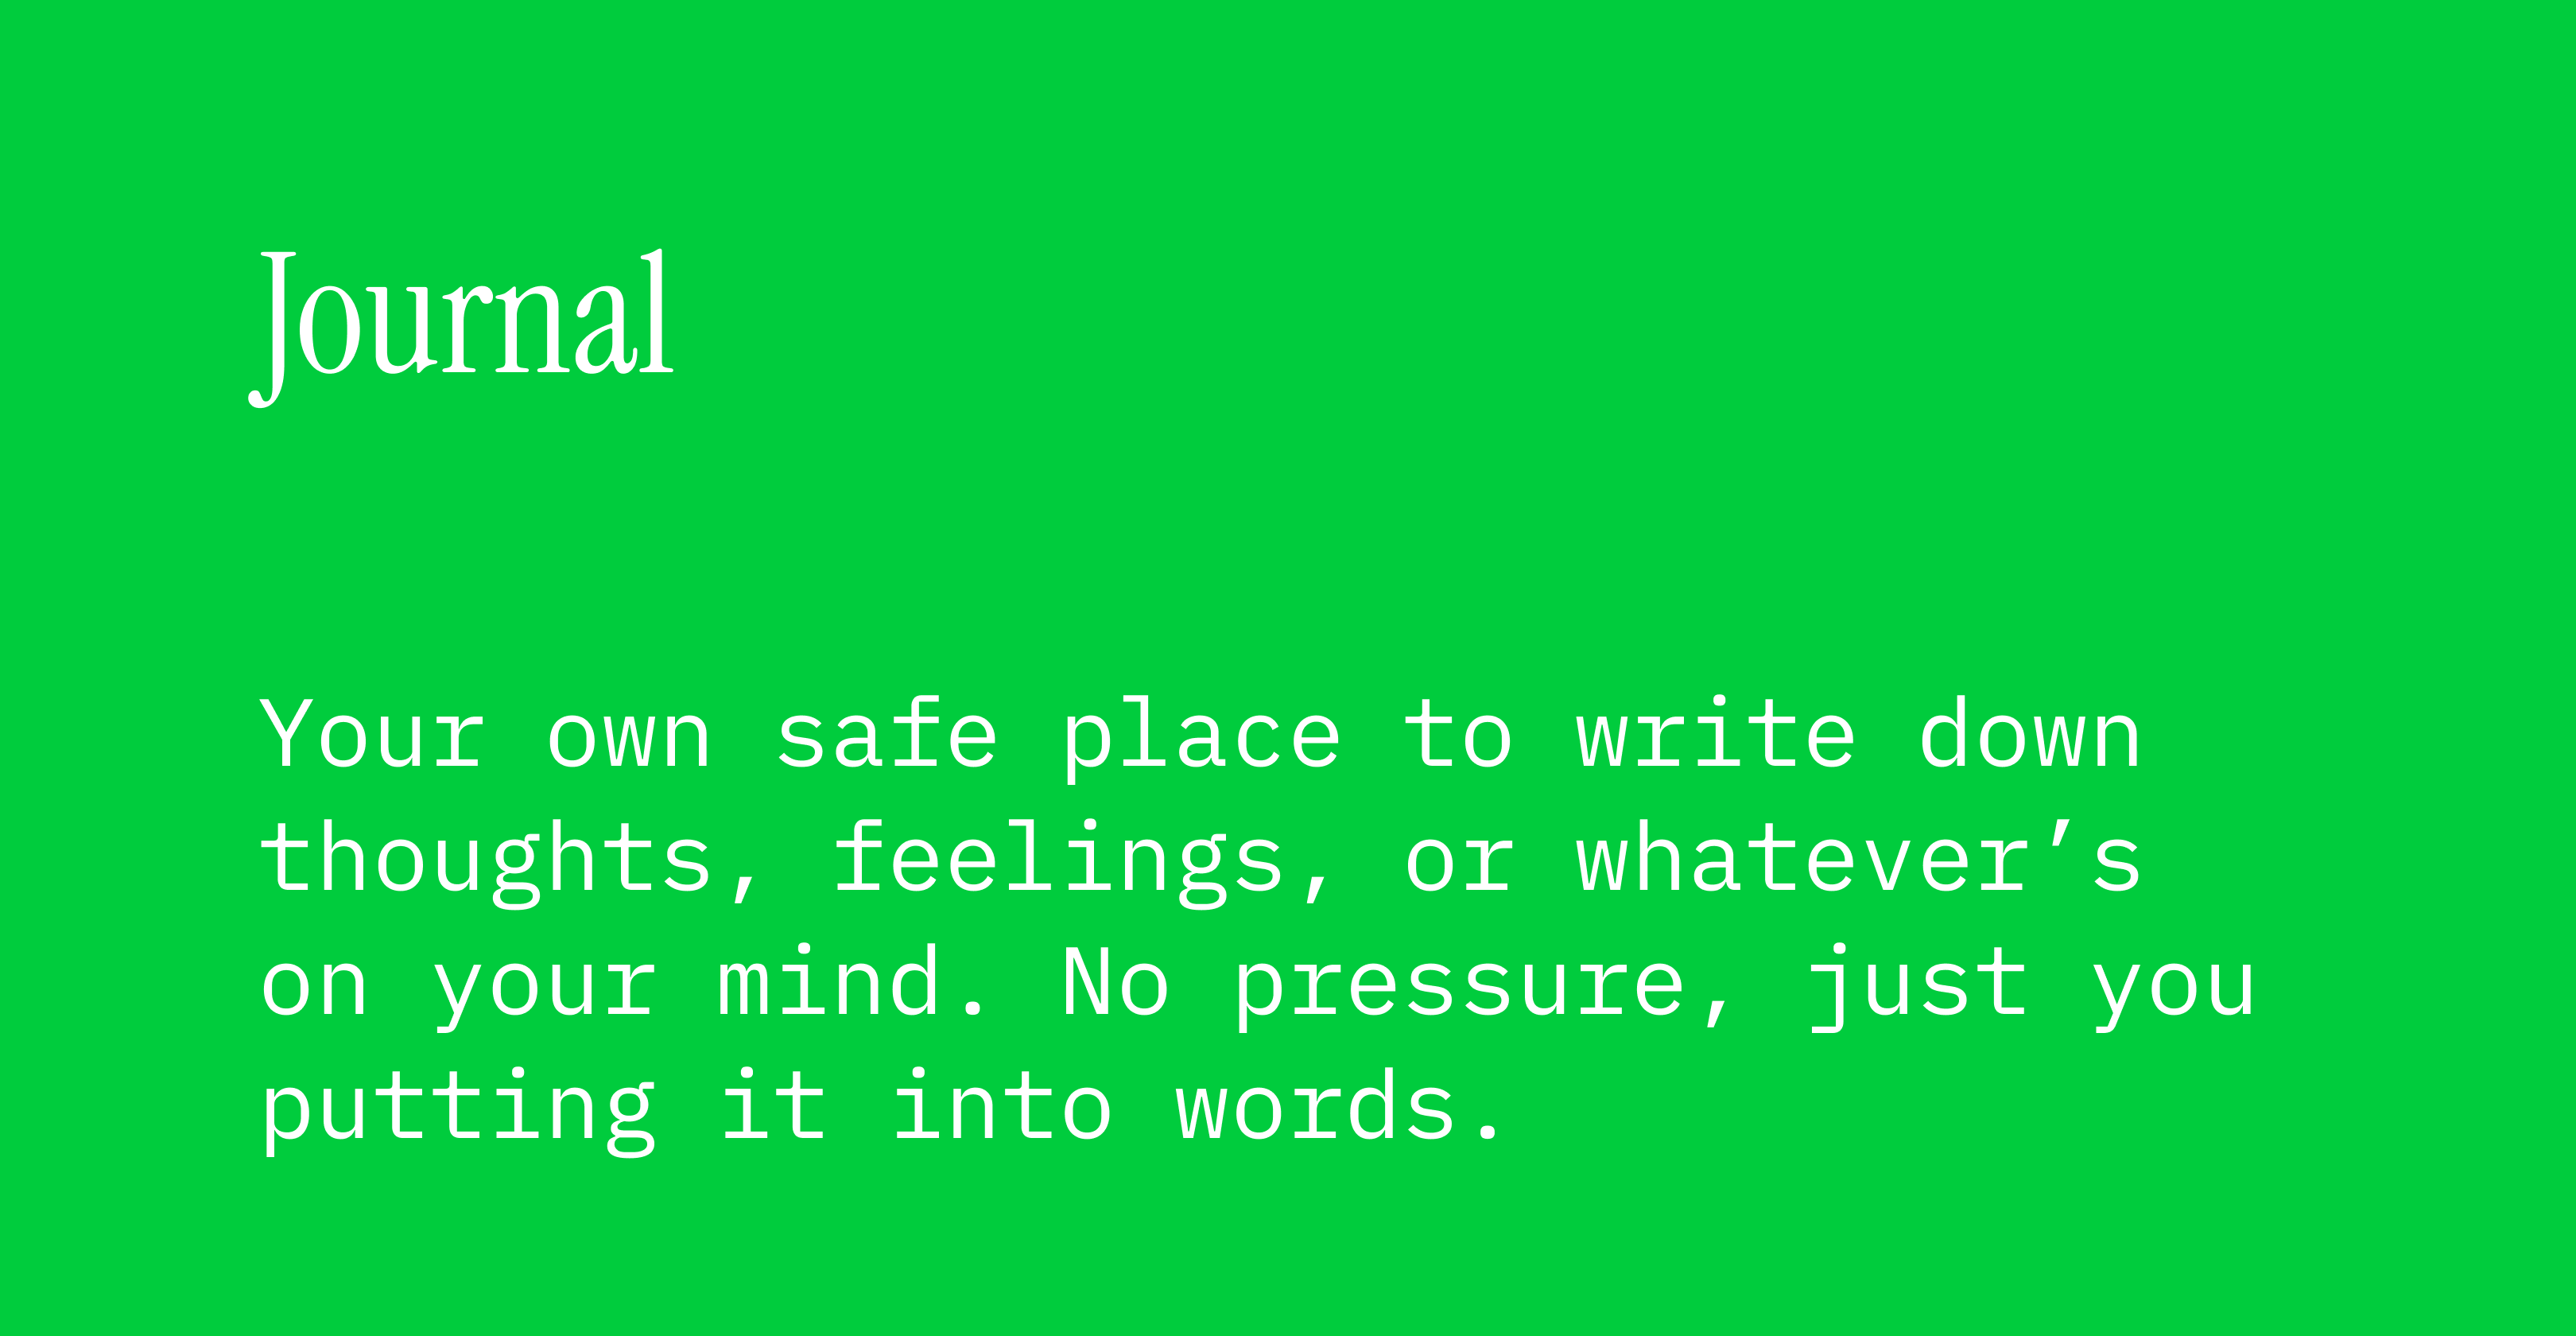 Journal
Your own safe place to write down
thoughts, feelings, or whatever’s
on your mind. No pressure, just you
putting it into words.